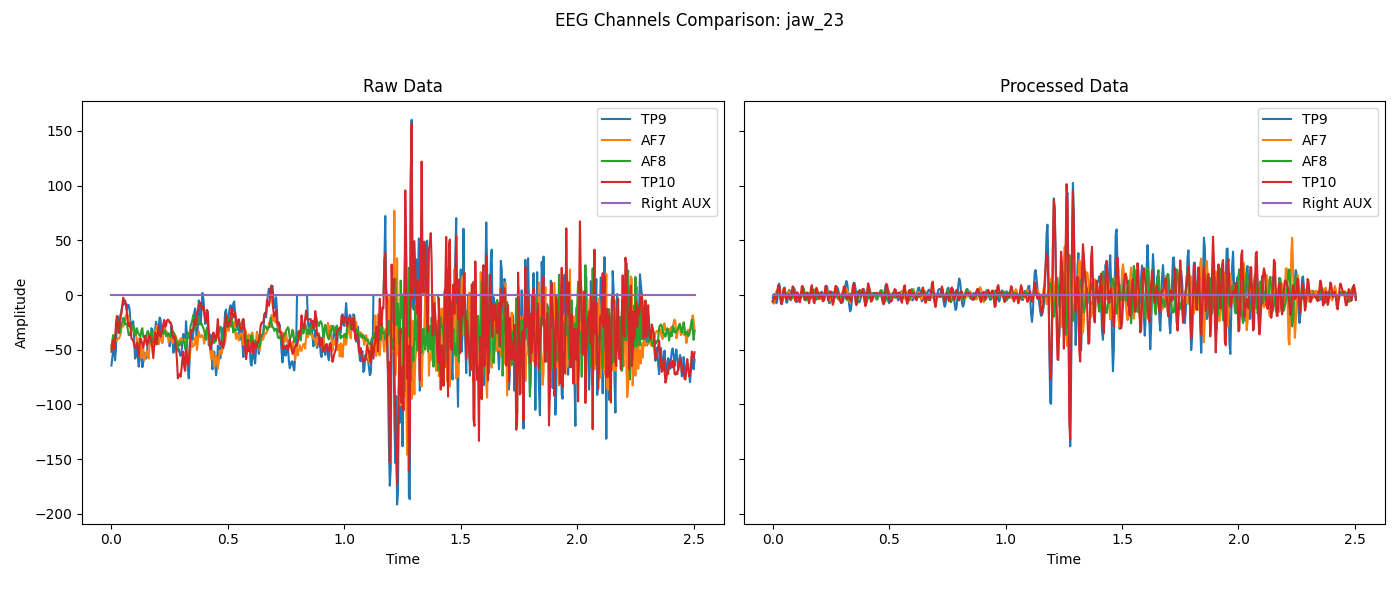 EEG Channels Comparison: jaw_23
Raw Data
Processed Data
TP9
AF7
AF8
TP10
Right AUX
TP9
AF7
AF8
TP10
Right AUX
Amplitude
150
100
50
0
−50
−100
−150
−200
0.0 0.5 1.0 1.5 2.0 2.5
0.0 0.5 1.0 1.5 2.0 2.5
Time
Time